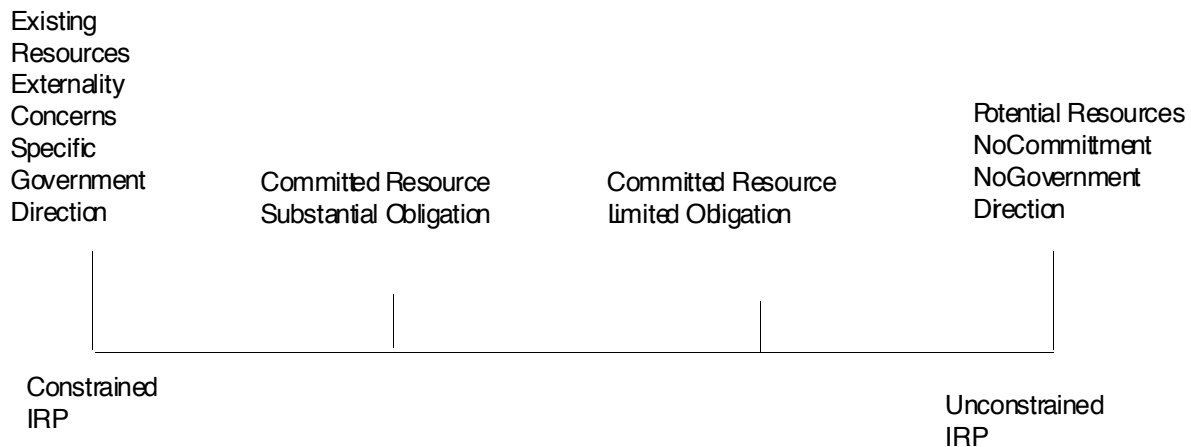 Existing
Resources
Externality
Concerns
Specific
Government
Direction
Committed Resource
Substantial Obligation
Committed Resource
Limited Obligation
Potential Resources
NoCommittment
NoGovernment
Direction
Constrained
IRP
Unconstrained
IRP